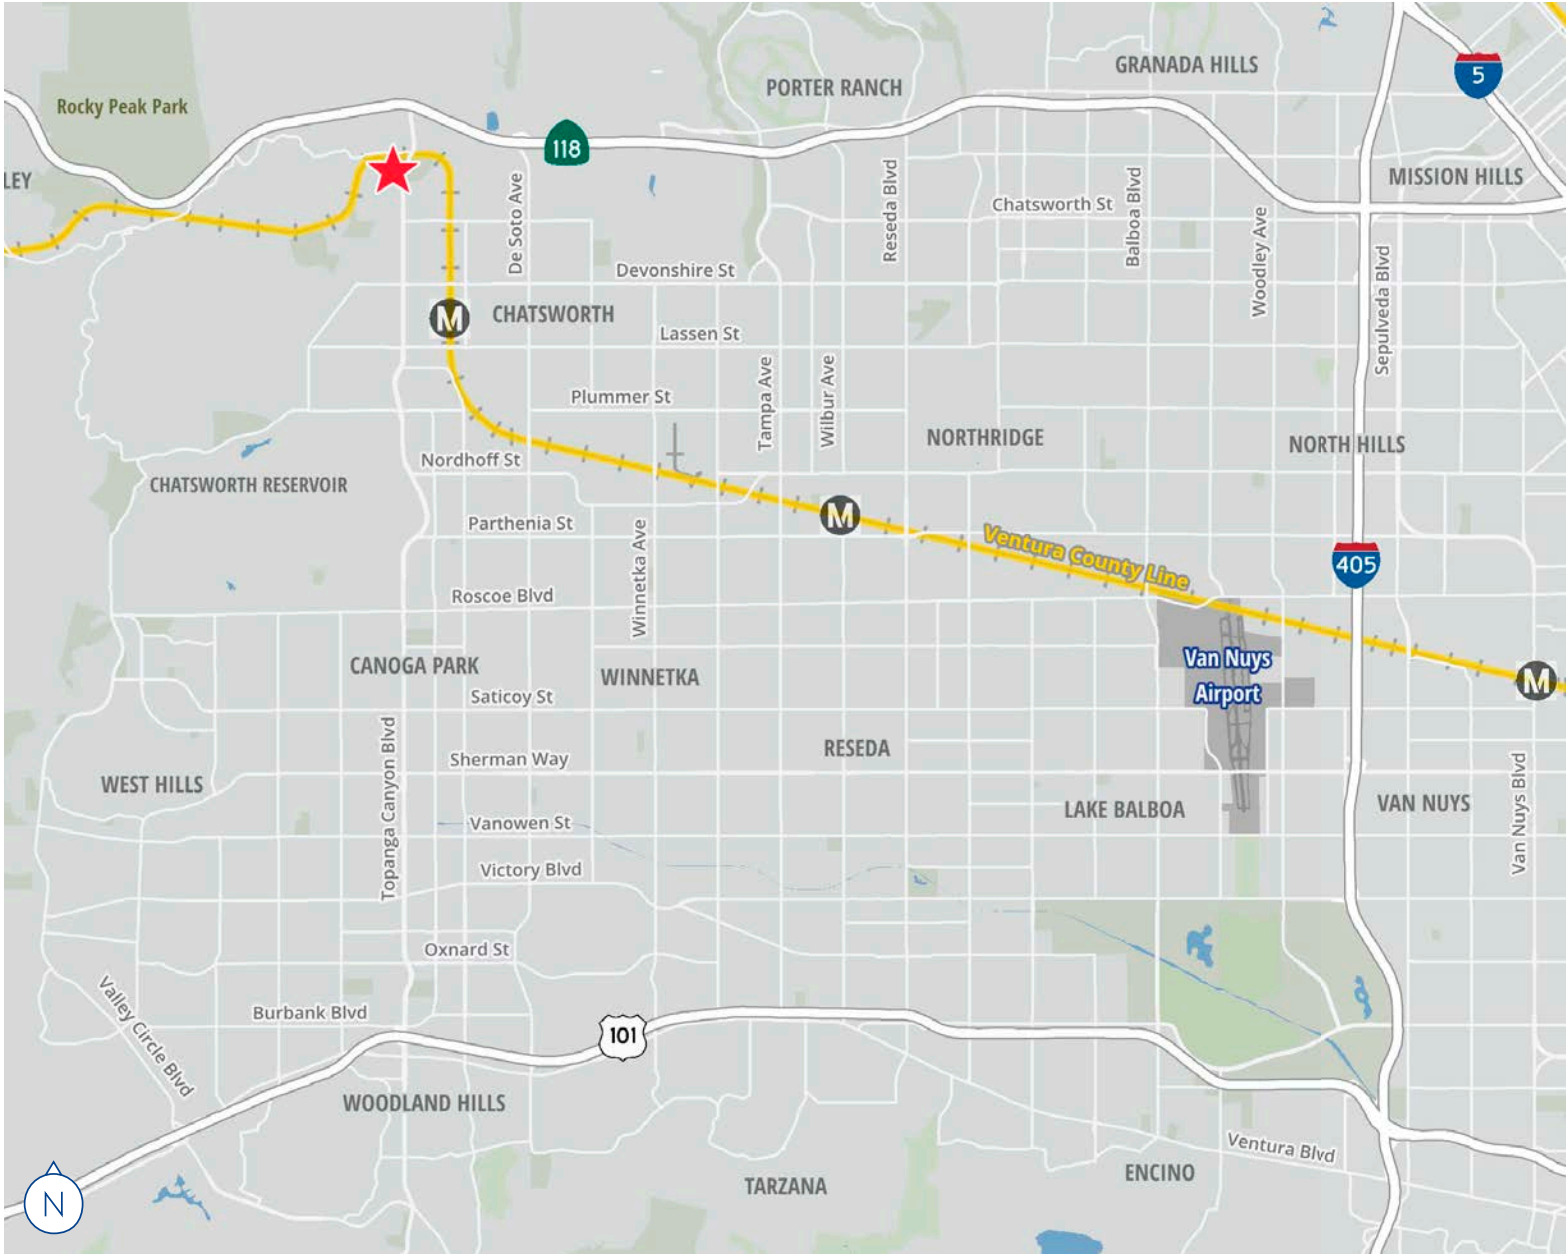 GRANADA HILLS
5
PORTER RANCH
Rocky Peak Park
118
LEY
MISSION HILLS
De Soto Ave
Reseda Blvd
Balboa Blvd
Chatsworth St
Woodley Ave
Sepulveda Blvd
Devonshire St
M
CHATSWORTH
Lassen St
Tampa Ave
Wilbur Ave
Plummer St
NORTHRIDGE
NORTH HILLS
Nordhoff St
CHATSWORTH RESERVOIR
M
Parthenia St
Winnetka Ave
Ventura County Line
405
Roscoe Blvd
CANOGA PARK
WINNETKA
Van Nuys
Airport
M
Saticoy St
Topanga Canyon Blvd
RESEDA
Sherman Way
WEST HILLS
LAKE BALBOA
VAN NUYS
Van Nuys Blvd
Vanowen St
Victory Blvd
Oxnard St
Valley Circle Blvd
Burbank Blvd
101
WOODLAND HILLS
Ventura Blvd
ENCINO
TARZANA
N